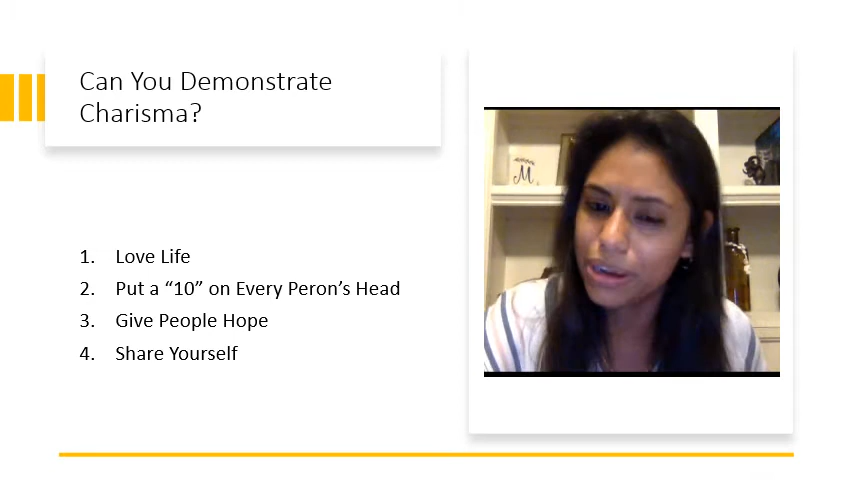 Can You Demonstrate
Charisma?
1. Love Life
2. Put a “10” on Every Peron’s Head
3. Give People Hope
4. Share Yourself
M